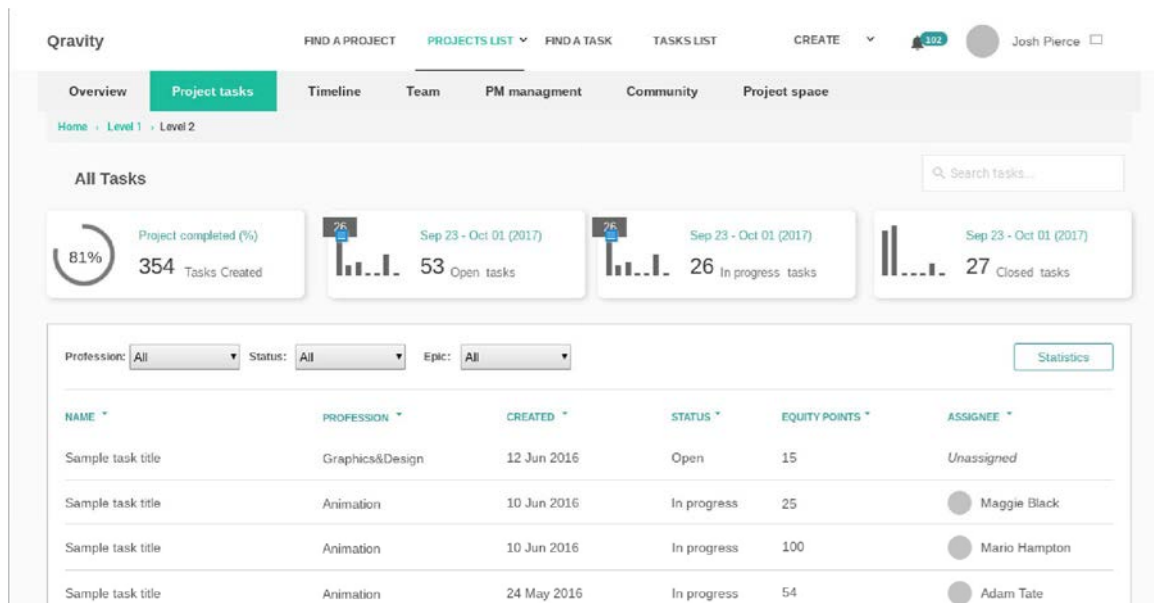 Qravity FIND A PROJECT PROJECTS LIST FIND A TASK TASKS LIST CREATE 102 Josh Pierce
Overview Project tasks Timeline Team PM managment Community Project space
Home › Level 1 › Level 2
All Tasks Search tasks...
81% Project completed (%) 354 Tasks Created
26 Sep 23 - Oct 01 (2017) 53 Open tasks
26 Sep 23 - Oct 01 (2017) 26 In progress tasks
Sep 23 - Oct 01 (2017) 27 Closed tasks
Profession: All Status: All Epic: All Statistics
NAME PROFESSION CREATED STATUS EQUITY POINTS ASSIGNEE
Sample task title Graphics&Design 12 Jun 2016 Open 15 Unassigned
Sample task title Animation 10 Jun 2016 In progress 25 Maggie Black
Sample task title Animation 10 Jun 2016 In progress 100 Mario Hampton
Sample task title Animation 24 May 2016 In progress 54 Adam Tate